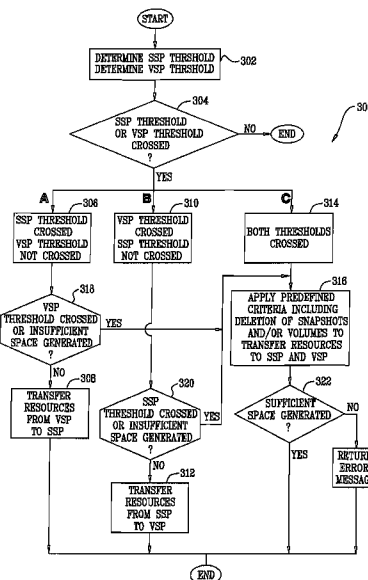 START
DETERMINE SSP THRSHOLD
DETERMINE VSP THRSHOLD
302
304
SSP THRESHOLD
OR VSP THRESHOLD
CROSSED
?
NO
END
YES
A
306
SSP THRESHOLD
CROSSED
VSP THRESHOLD
NOT CROSSED
B
310
VSP THRESHOLD
CROSSED
SSP THRESHOLD
NOT CROSSED
C
314
BOTH THRESHOLDS
CROSSED
318
VSP
THRESHOLD CROSSED
OR INSUFFICIENT
SPACE GENERATED
?
YES
NO
316
APPLY PREDEFINED
CRITERIA INCLUDING
DELETION OF SNAPSHOTS
AND/OR VOLUMES TO
TRANSFER RESOURCES
TO SSP AND VSP
308
TRANSFER
RESOURCES
FROM VSP
TO SSP
320
SSP
THRESHOLD CROSSED
OR INSUFFICIENT
SPACE GENERATED
?
YES
NO
322
SUFFICIENT
SPACE GENERATED
?
NO
YES
312
TRANSFER
RESOURCES
FROM SSP
TO VSP
RETURN
ERROR
MESSAG
END